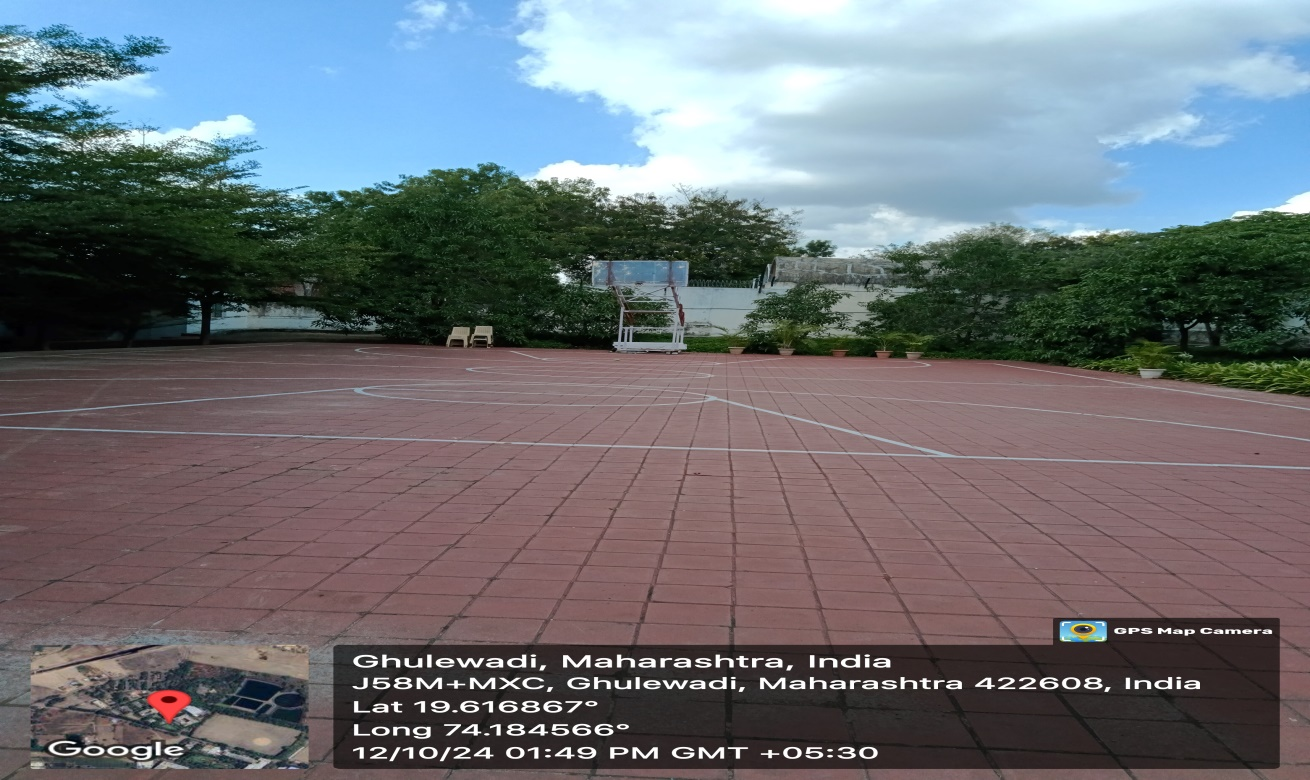 GPS Map Camera
Ghulewadi, Maharashtra, India
J58M+MXC, Ghulewadi, Maharashtra 422608, India
Lat 19.616867°
Long 74.184566°
12/10/24 01:49 PM GMT +05:30
Google